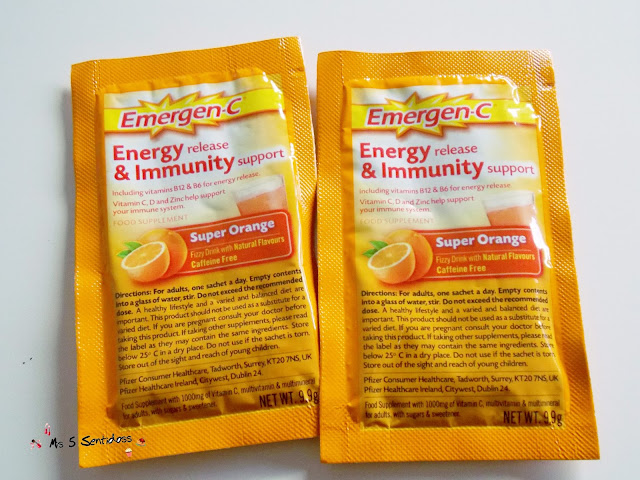 Emergen-C
Energy release
& Immunity support
Including vitamins B12 & B6 for energy release.
Vitamin C, D and Zinc help support
your immune system.
FOOD SUPPLEMENT
Super Orange
Fizzy Drink with Natural Flavours
Caffeine Free
Directions: For adults, one sachet a day. Empty contents
into a glass of water, stir. Do not exceed the recommended
dose. A healthy lifestyle and a varied and balanced diet are
important. This product should not be used as a substitute for a
varied diet. If you are pregnant consult your doctor before
taking this product. If taking other supplements, please read
the label as they may contain the same ingredients. Store
below 25º C in a dry place. Do not use if the sachet is torn.
Store out of the sight and reach of young children.
Pfizer Consumer Healthcare, Tadworth, Surrey, KT20 7NS, UK
Pfizer Healthcare Ireland, Citywest, Dublin 24.
Food Supplement with 1000mg of Vitamin C, multivitamin & multimineral
for adults, with sugars & sweetener.
NET WT. 9.9g
Emergen-C
Energy release
& Immunity support
Including vitamins B12 & B6 for energy release.
Vitamin C, D and Zinc help support
your immune system.
FOOD SUPPLEMENT
Super Orange
Fizzy Drink with Natural Flavours
Caffeine Free
Directions: For adults, one sachet a day. Empty contents
into a glass of water, stir. Do not exceed the recommended
dose. A healthy lifestyle and a varied and balanced diet are
important. This product should not be used as a substitute for a
varied diet. If you are pregnant consult your doctor before
taking this product. If taking other supplements, please read
the label as they may contain the same ingredients. Store
below 25º C in a dry place. Do not use if the sachet is torn.
Store out of the sight and reach of young children.
Pfizer Consumer Healthcare, Tadworth, Surrey, KT20 7NS, UK
Pfizer Healthcare Ireland, Citywest, Dublin 24.
Food Supplement with 1000mg of Vitamin C, multivitamin & multimineral
for adults, with sugars & sweetener.
NET WT. 9.9g
Mis 5 Sentidoss